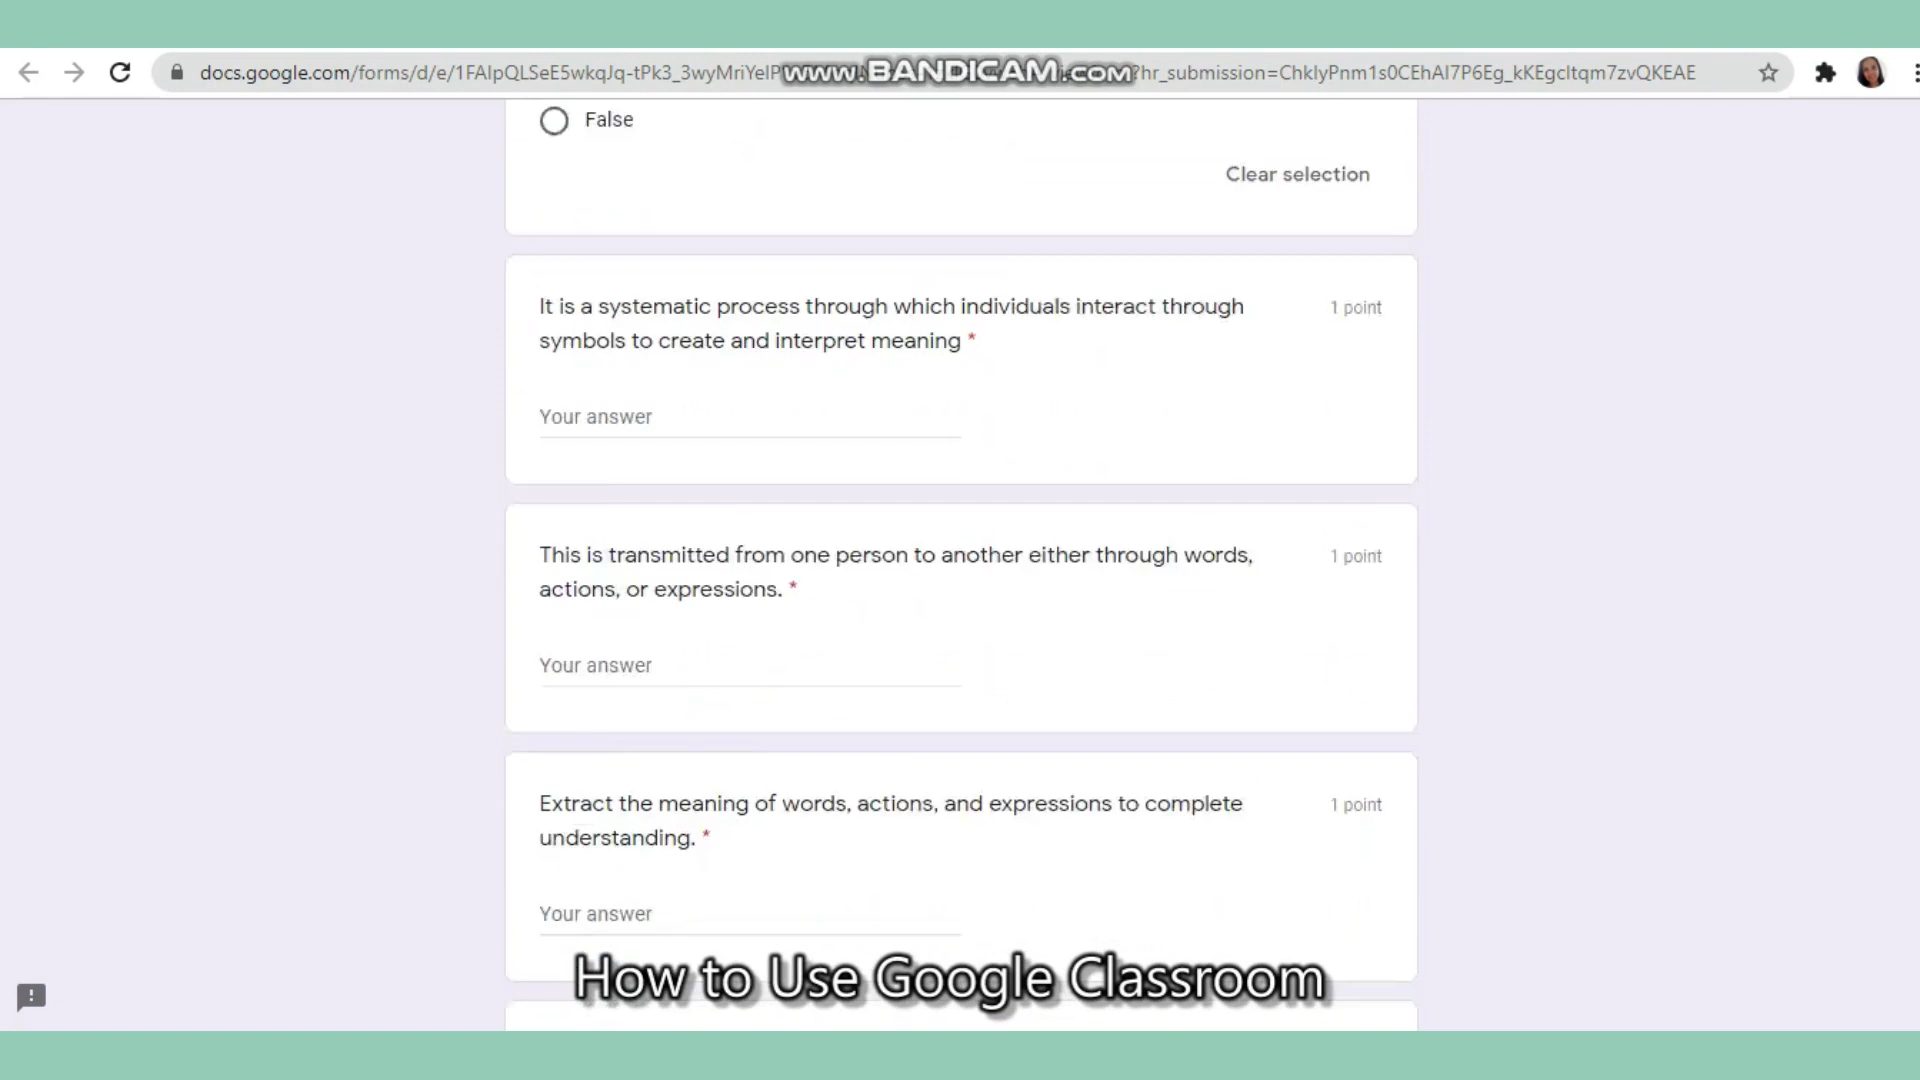 docs.google.com/forms/d/e/1FAIpQLSeE5wkqJq-tPk3_3wyMriYeIP
www.BANDICAM.com
?hr_submission=ChkIyPnm1s0CEhAI7P6Eg_kKEgcItqm7zvQKEAE
False
Clear selection
It is a systematic process through which individuals interact through
symbols to create and interpret meaning *
1 point
Your answer
This is transmitted from one person to another either through words,
actions, or expressions. *
1 point
Your answer
Extract the meaning of words, actions, and expressions to complete
understanding. *
1 point
Your answer
How to Use Google Classroom